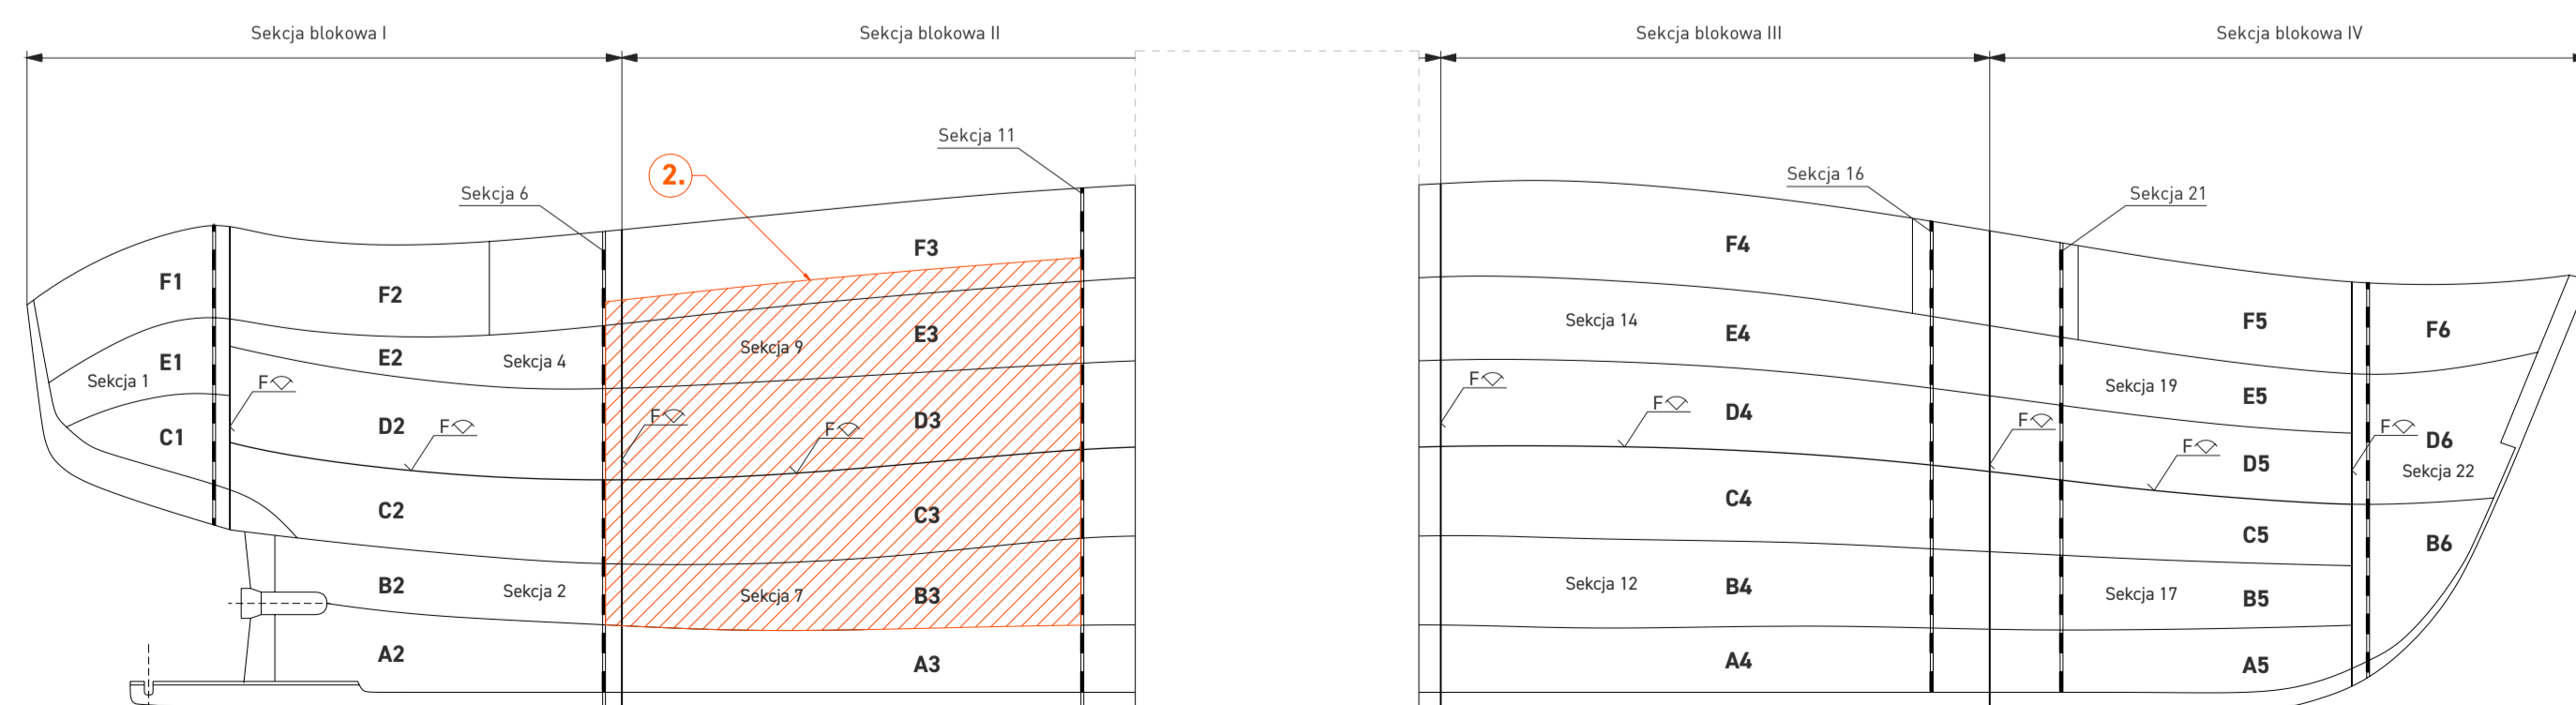 Sekcja blokowa I
Sekcja blokowa II
Sekcja blokowa III
Sekcja blokowa IV
Sekcja 11
2.
Sekcja 6
Sekcja 16
Sekcja 21
F1
F2
F3
F4
F5
F6
E1
E2
E3
E4
E5
Sekcja 1
Sekcja 4
Sekcja 9
Sekcja 14
Sekcja 19
F
F
F
F
F
F
F
F
F
C1
D2
D3
D4
D5
D6
Sekcja 22
C2
C3
C4
C5
B6
B2
Sekcja 2
Sekcja 7
B3
Sekcja 12
B4
Sekcja 17
B5
A2
A3
A4
A5